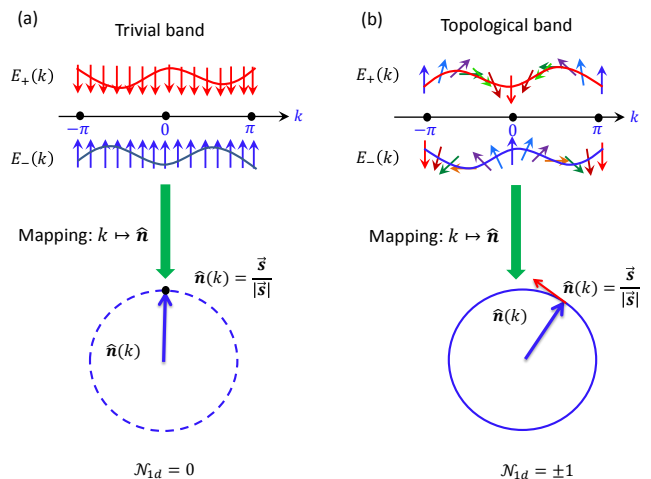 (a)
Trivial band
E₊(k)
−π 0 π k
E₋(k)
Mapping: k ↦ n̂
n̂(k) = s⃗/|s⃗|
n̂(k)
𝒩₁d = 0
(b)
Topological band
E₊(k)
−π 0 π k
E₋(k)
Mapping: k ↦ n̂
n̂(k) = s⃗/|s⃗|
n̂(k)
𝒩₁d = ±1